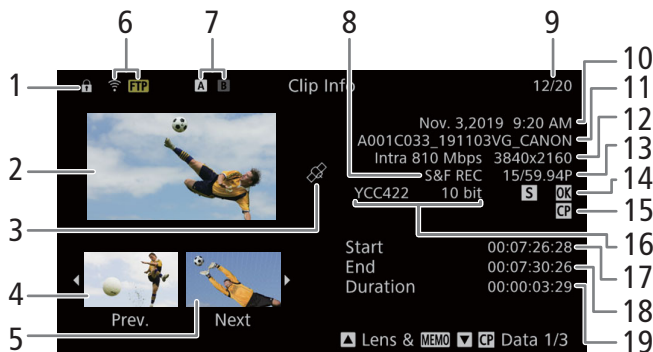 6 7 8 9
10
1 FTP A B Clip Info 12/20
11
Nov. 3,2019 9:20 AM
12
A001C033_191103VG_CANON
2 Intra 810 Mbps 3840x2160
13
S&F REC 15/59.94P
14
YCC422 10 bit S OK
CP 15
3
16
Start 00:07:26:28
17
4 End 00:07:30:26
Duration 00:00:03:29
18
5 Prev. Next
Lens & MEMO CP Data 1/3
19